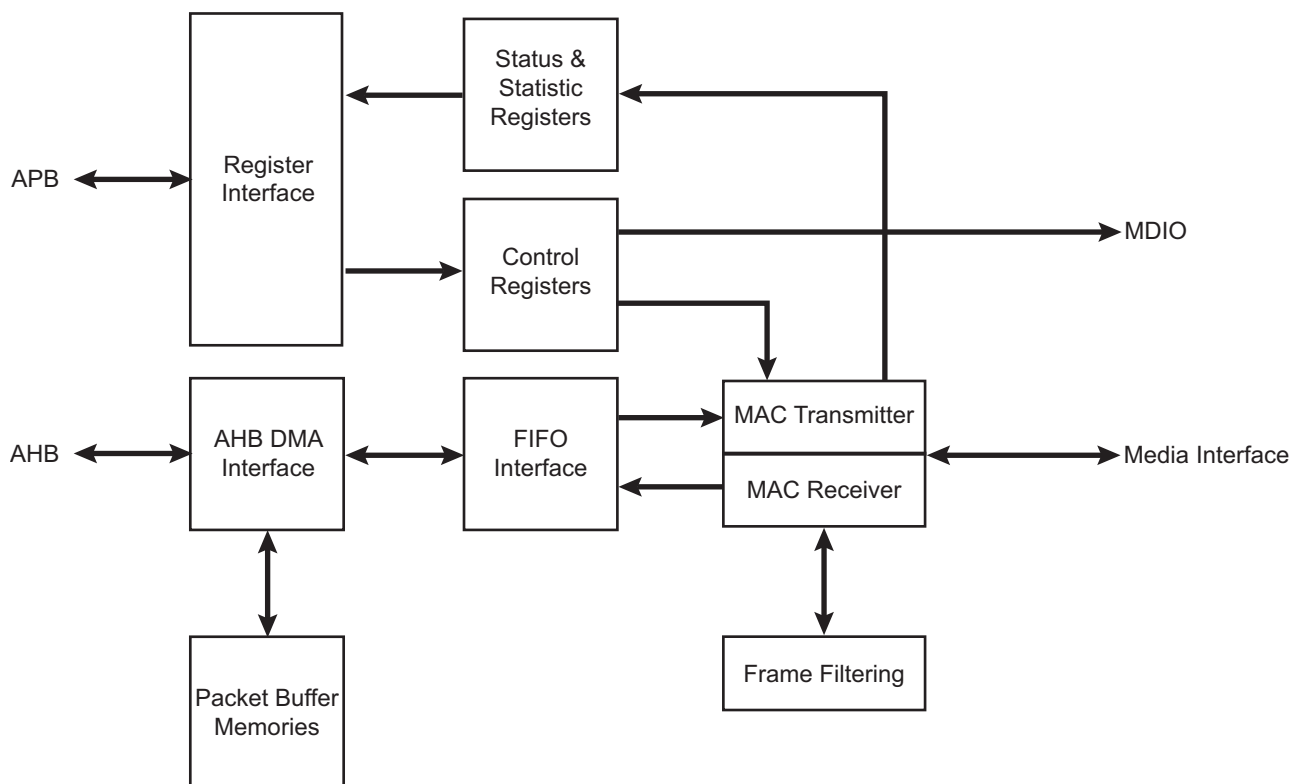 Status &
Statistic
Registers
APB
Register
Interface
MDIO
Control
Registers
MAC Transmitter
AHB
AHB DMA
Interface
FIFO
Interface
Media Interface
MAC Receiver
Frame Filtering
Packet Buffer
Memories